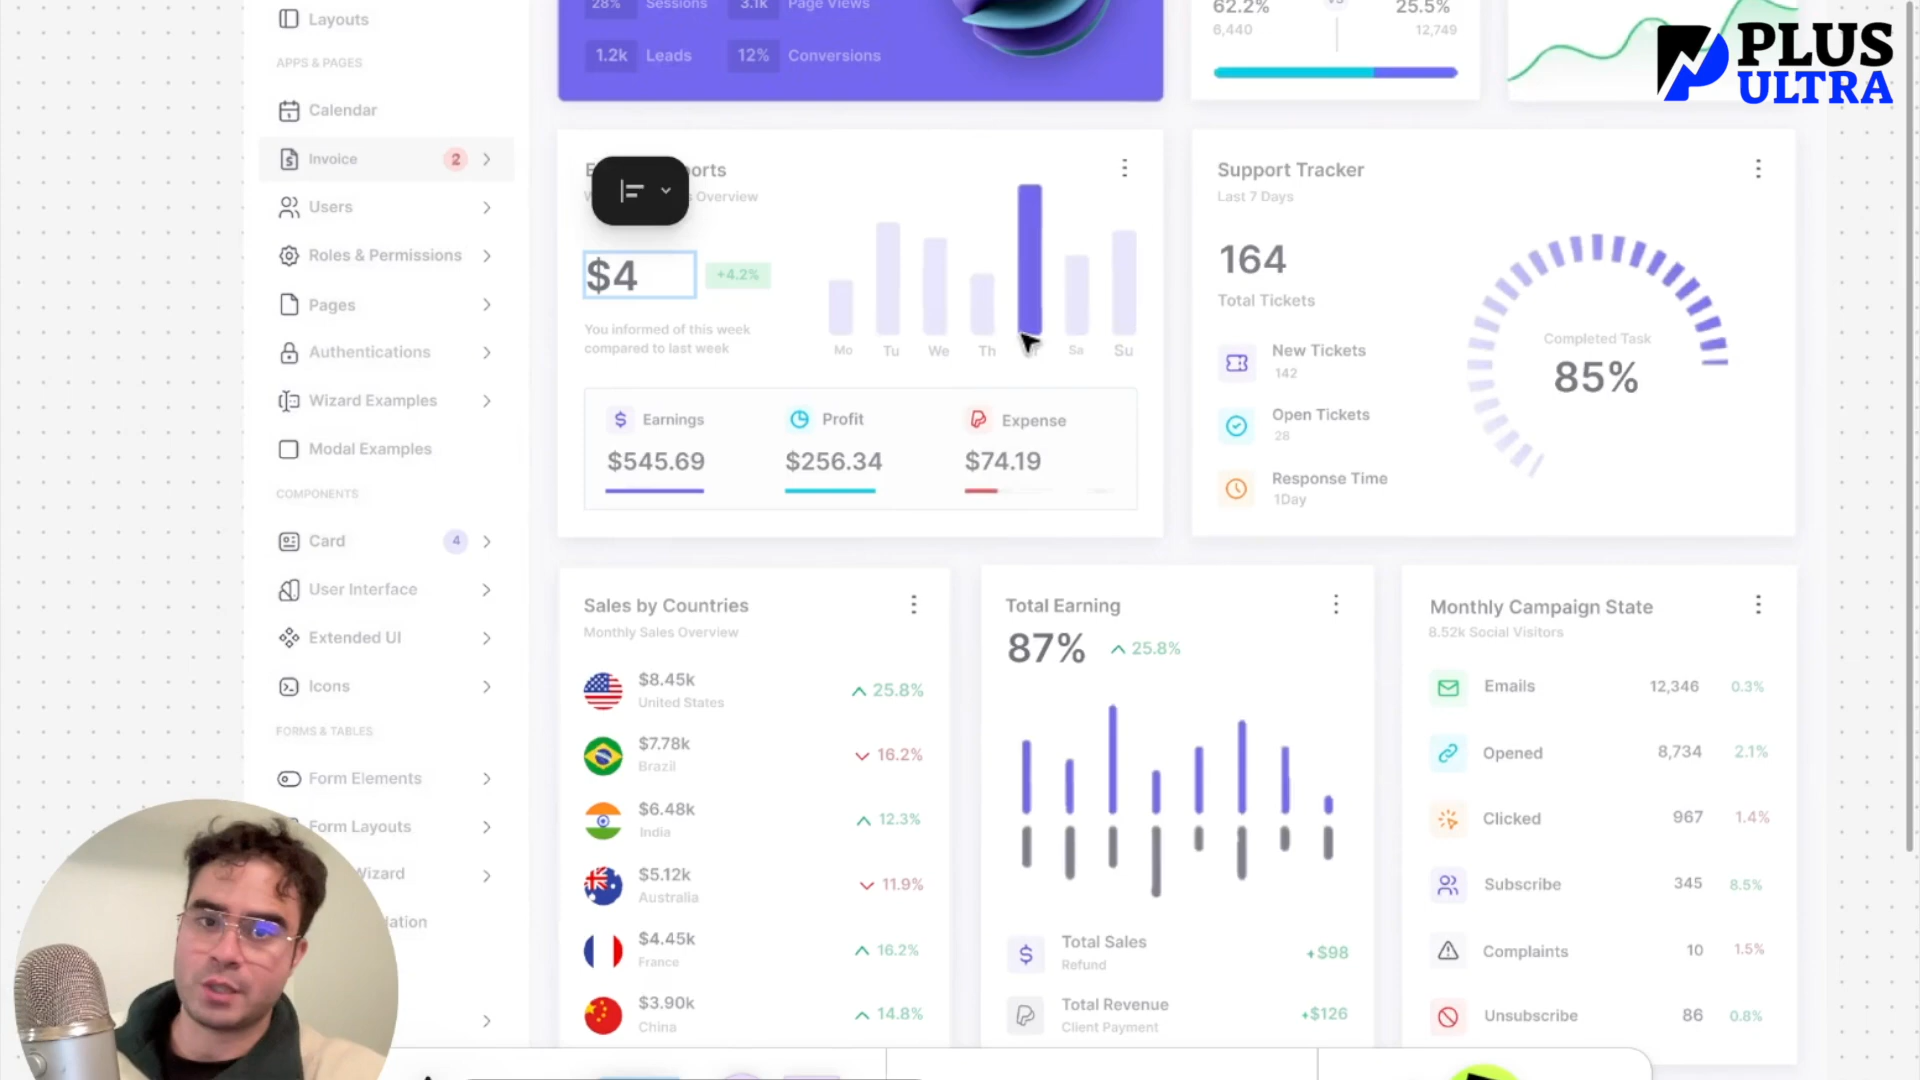 Layouts
APPS & PAGES
Calendar
Invoice 2
Users
Roles & Permissions
Pages
Authentications
Wizard Examples
Modal Examples
COMPONENTS
Card 4
User Interface
Extended UI
Icons
FORMS & TABLES
Form Elements
Form Layouts
Wizard
28% Sessions 3.1k Page Views
1.2k Leads 12% Conversions
62.2% VS 25.5%
6,440 12,749
PLUS
ULTRA
Overview
$4 +4.2%
You informed of this week
compared to last week
Mo Tu We Th Sa Su
Earnings Profit Expense
$545.69 $256.34 $74.19
Support Tracker
Last 7 Days
164
Total Tickets
New Tickets
142
Open Tickets
28
Response Time
1Day
Completed Task
85%
Sales by Countries
Monthly Sales Overview
$8.45k
United States
25.8%
$7.78k
Brazil
16.2%
$6.48k
India
12.3%
$5.12k
Australia
11.9%
$4.45k
France
16.2%
$3.90k
China
14.8%
Total Earning
87% 25.8%
Total Sales
Refund
+$98
Total Revenue
Client Payment
+$126
Monthly Campaign State
8.52k Social Visitors
Emails 12,346 0.3%
Opened 8,734 2.1%
Clicked 967 1.4%
Subscribe 345 8.5%
Complaints 10 1.5%
Unsubscribe 86 0.8%